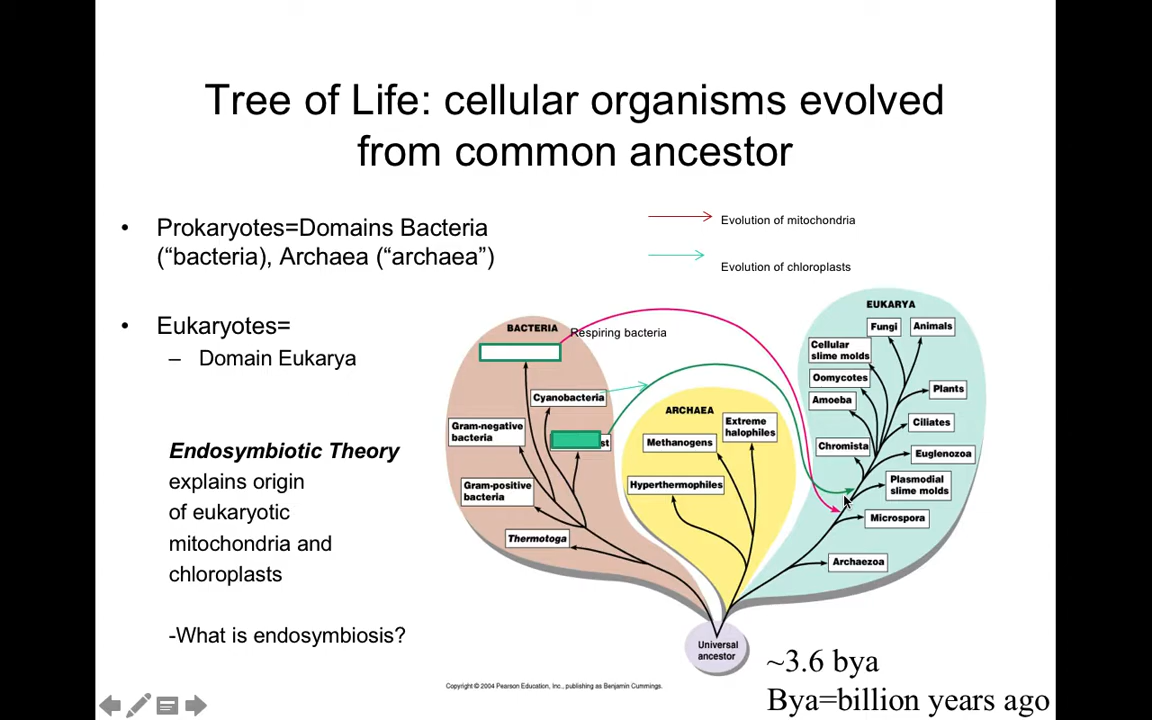 Tree of Life: cellular organisms evolved
from common ancestor
• Prokaryotes=Domains Bacteria
(“bacteria), Archaea (“archaea”)
• Eukaryotes=
– Domain Eukarya
Endosymbiotic Theory
explains origin
of eukaryotic
mitochondria and
chloroplasts
-What is endosymbiosis?
Evolution of mitochondria
Evolution of chloroplasts
BACTERIA
Respiring bacteria
Cyanobacteria
Gram-negative
bacteria
st
Gram-positive
bacteria
Thermotoga
ARCHAEA
Extreme
halophiles
Methanogens
Hyperthermophiles
EUKARYA
Fungi
Animals
Cellular
slime molds
Oomycetes
Plants
Amoeba
Ciliates
Chromista
Euglenozoa
Plasmodial
slime molds
Microspora
Archaezoa
Universal
ancestor
~3.6 bya
Bya=billion years ago
Copyright © 2004 Pearson Education, Inc., publishing as Benjamin Cummings.